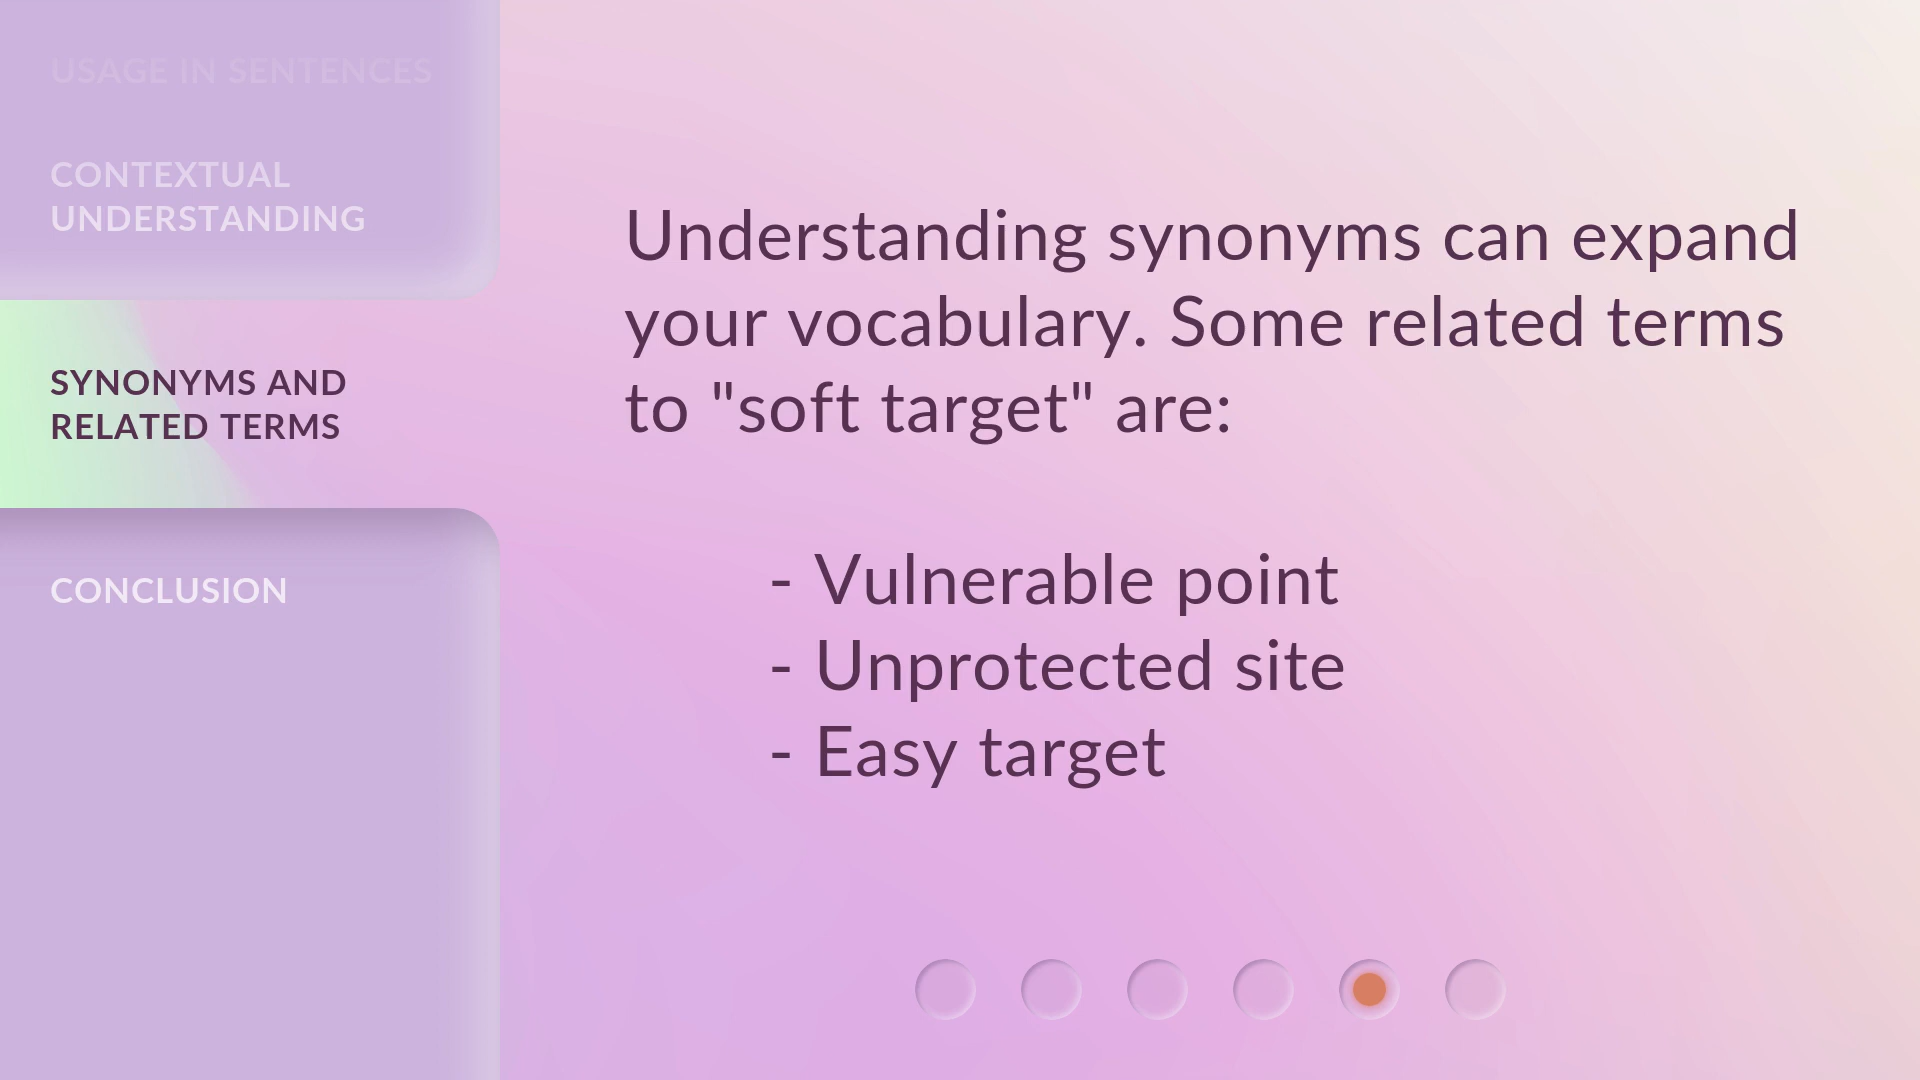 USAGE IN SENTENCES
CONTEXTUAL
UNDERSTANDING
SYNONYMS AND
RELATED TERMS
CONCLUSION
Understanding synonyms can expand
your vocabulary. Some related terms
to "soft target" are:
- Vulnerable point
- Unprotected site
- Easy target